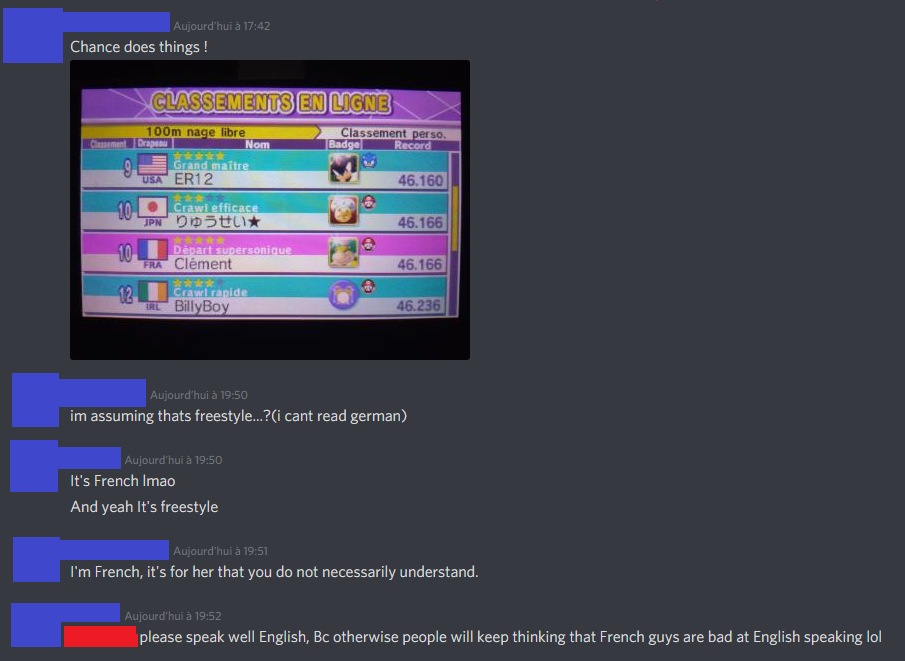 Aujourd'hui à 17:42
Chance does things !
CLASSEMENTS EN LIGNE
100m nage libre
Classement perso.
Classement Drapeau Nom Badge Record
9 USA Grand maître ER12 46.160
10 JPN Crawl efficace りゅうせい★ 46.166
10 FRA Départ supersonique Clément 46.166
12 IRL Crawl rapide BillyBoy 46.236
Aujourd'hui à 19:50
im assuming thats freestyle...?(i cant read german)
Aujourd'hui à 19:50
It's French lmao
And yeah It's freestyle
Aujourd'hui à 19:51
I'm French, it's for her that you do not necessarily understand.
Aujourd'hui à 19:52
please speak well English, Bc otherwise people will keep thinking that French guys are bad at English speaking lol